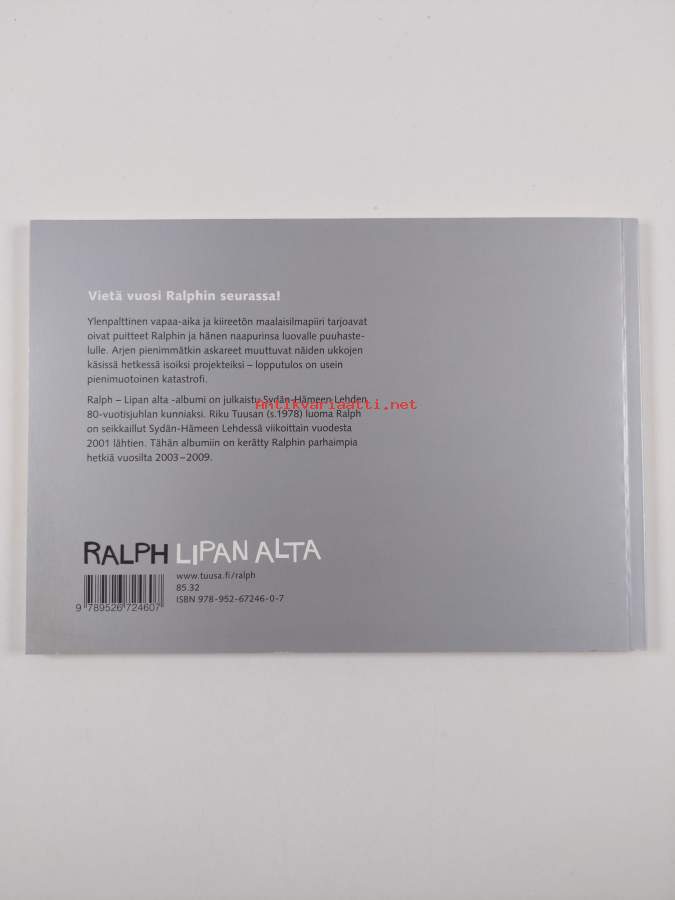 Vietä vuosi Ralphin seurassa!
Ylenpalttinen vapaa-aika ja kiireetön maalaisilmapiiri tarjoavat
oivat puitteet Ralphin ja hänen naapurinsa luovalle puuhaste-
lulle. Arjen pienimmätkin askareet muuttuvat näiden ukkojen
käsissä hetkessä isoiksi projekteiksi – lopputulos on usein
pienimuotoinen katastrofi.
Ralph – Lipan alta -albumi on julkaistu Sydän-Hämeen Lehden
Antikvariaatti.net
80-vuotisjuhlan kunniaksi. Riku Tuusan (s.1978) luoma Ralph
on seikkaillut Sydän-Hämeen Lehdessä viikoittain vuodesta
2001 lähtien. Tähän albumiin on kerätty Ralphin parhaimpia
hetkiä vuosilta 2003–2009.
RALPH LIPAN ALTA
www.tuusa.fi/ralph
85.32
ISBN 978-952-67246-0-7
9 789526 724607